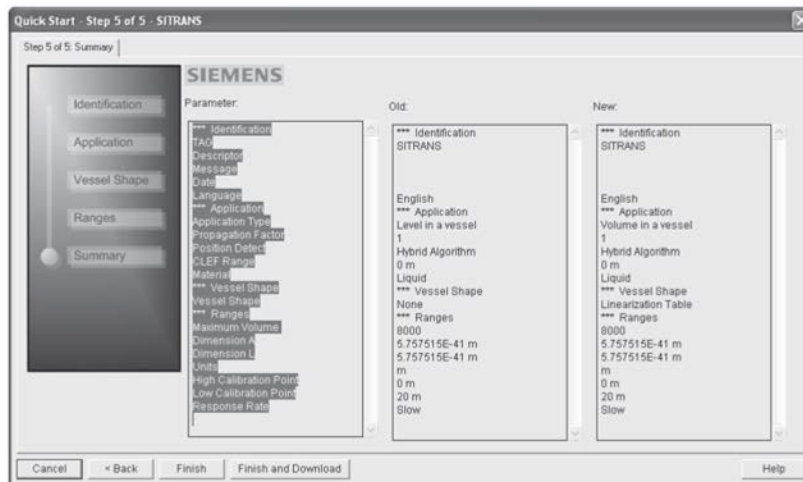 Quick Start - Step 5 of 5 - SITRANS
Step 5 of 5: Summary
Identification
Application
Vessel Shape
Ranges
Summary
SIEMENS
Parameter:
*** Identification
TAG
Descriptor
Message
Date
Language
*** Application
Application Type
Propagation Factor
Position Detect
CLEF Range
Material
*** Vessel Shape
Vessel Shape
*** Ranges
Maximum Volume
Dimension A
Dimension L
Units
High Calibration Point
Low Calibration Point
Response Rate
Old:
*** Identification
SITRANS
English
*** Application
Level in a vessel
1
Hybrid Algorithm
0 m
Liquid
*** Vessel Shape
None
*** Ranges
8000
5.757515E-41 m
5.757515E-41 m
m
0 m
20 m
Slow
New:
*** Identification
SITRANS
English
*** Application
Volume in a vessel
1
Hybrid Algorithm
0 m
Liquid
*** Vessel Shape
Linearization Table
*** Ranges
8000
5.757515E-41 m
5.757515E-41 m
m
0 m
20 m
Slow
Cancel
< Back
Finish
Finish and Download
Help